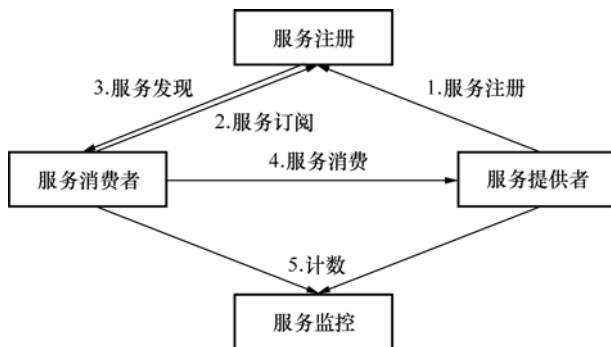 服务注册
3.服务发现
1.服务注册
2.服务订阅
服务消费者
4.服务消费
服务提供者
5.计数
服务监控